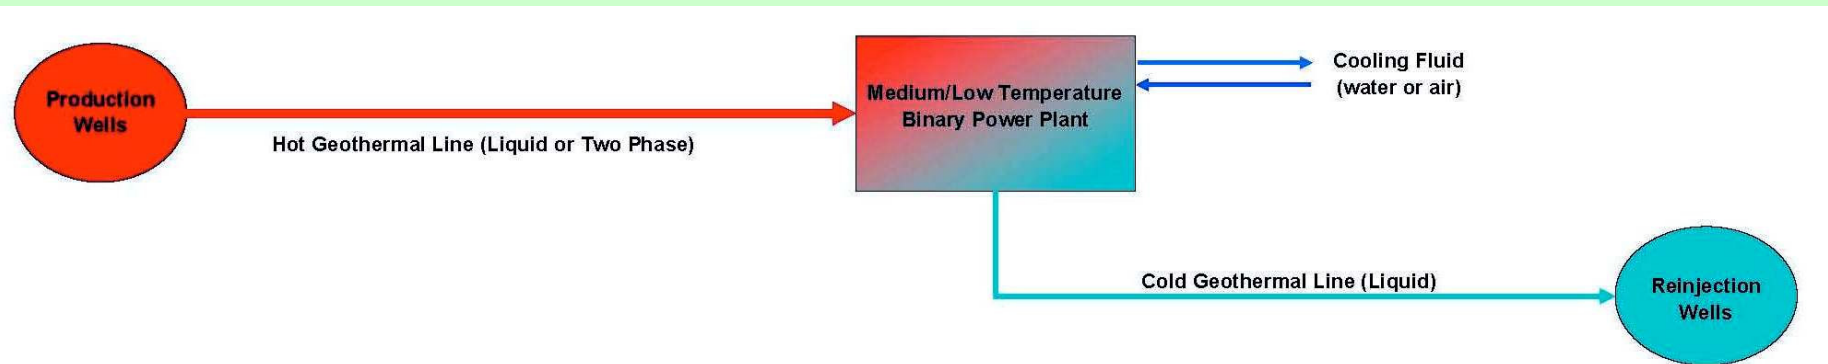 Production
Wells
Hot Geothermal Line (Liquid or Two Phase)
Medium/Low Temperature
Binary Power Plant
Cooling Fluid
(water or air)
Cold Geothermal Line (Liquid)
Reinjection
Wells